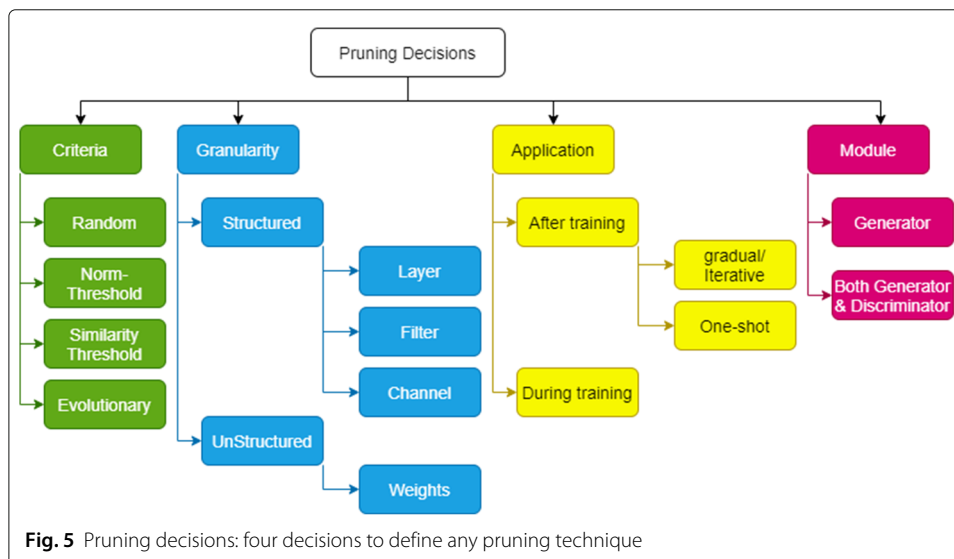 Pruning Decisions
Criteria
Random
Norm-
Threshold
Similarity
Threshold
Evolutionary
Granularity
Structured
Layer
Filter
Channel
UnStructured
Weights
Application
After training
gradual/
Iterative
One-shot
During training
Module
Generator
Both Generator
& Discriminator
Fig. 5 Pruning decisions: four decisions to define any pruning technique